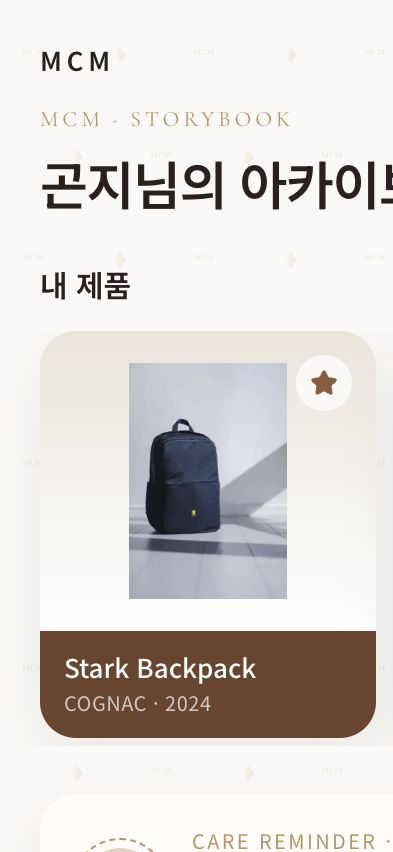 MCM
MCM · STORYBOOK
곤지님의 아카이브
내 제품
Stark Backpack
COGNAC · 2024
CARE REMINDER ·